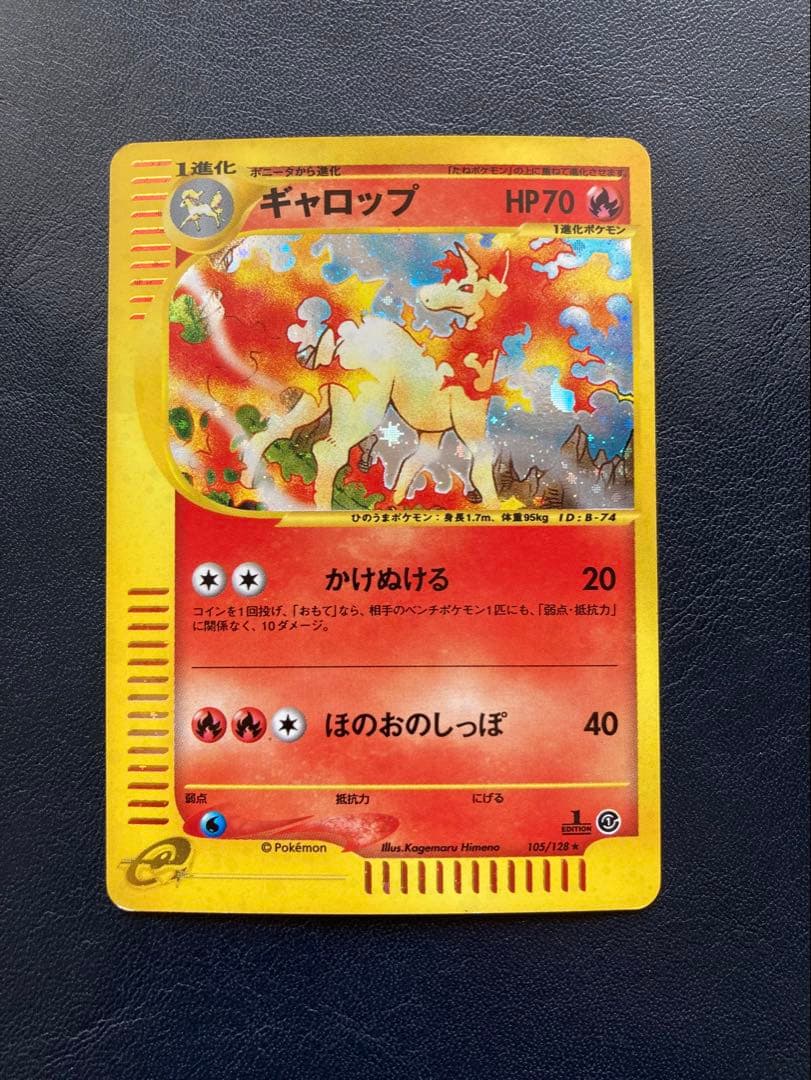 1進化 ポニータから進化 「たねポケモン」の上に重ねて進化させます。
ギャロップ HP70
1進化ポケモン
ひのうまポケモン：身長1.7m、体重95kg ID：B-74
かけぬける 20
コインを1回投げ、「おもて」なら、相手のベンチポケモン1匹にも、「弱点・抵抗力」
に関係なく、10ダメージ。
ほのおのしっぽ 40
弱点 抵抗力 にげる
1
EDITION
© Pokémon Illus.Kagemaru Himeno 105/128 ★
e